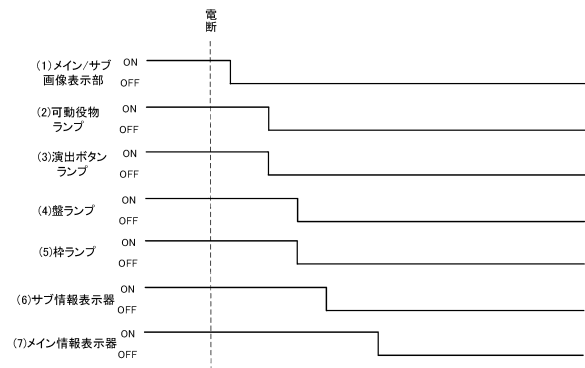 電断
(1)メイン/サブ
画像表示部
ON
OFF
(2)可動役物
ランプ
ON
OFF
(3)演出ボタン
ランプ
ON
OFF
(4)盤ランプ
ON
OFF
(5)枠ランプ
ON
OFF
(6)サブ情報表示器
ON
OFF
(7)メイン情報表示器
ON
OFF